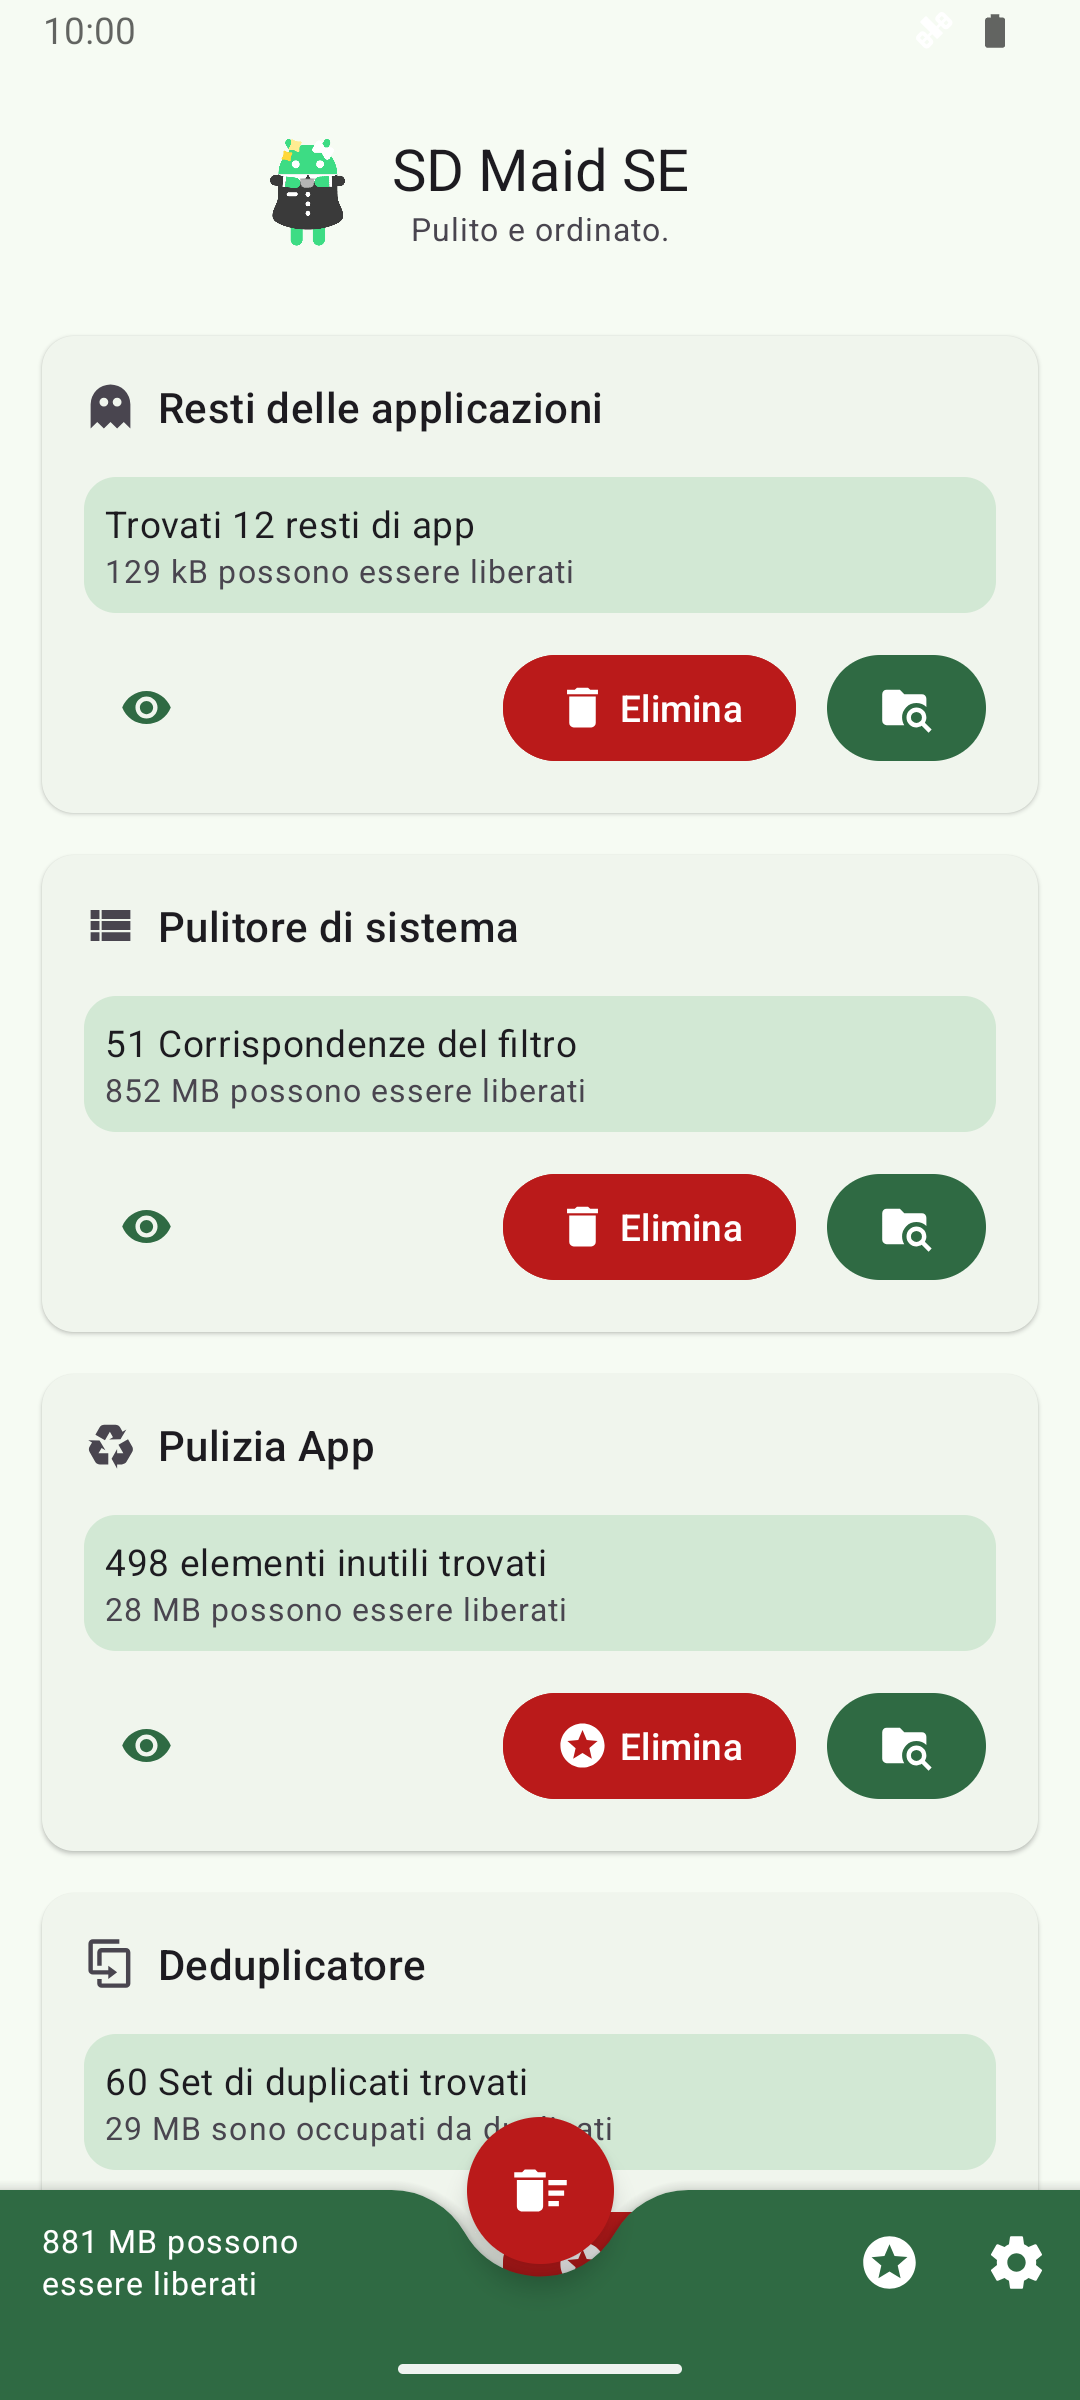 10:00
SD Maid SE
Pulito e ordinato.
Resti delle applicazioni
Trovati 12 resti di app
129 kB possono essere liberati
Elimina
Pulitore di sistema
51 Corrispondenze del filtro
852 MB possono essere liberati
Elimina
Pulizia App
498 elementi inutili trovati
28 MB possono essere liberati
Elimina
Deduplicatore
60 Set di duplicati trovati
29 MB sono occupati da
881 MB possono
essere liberati